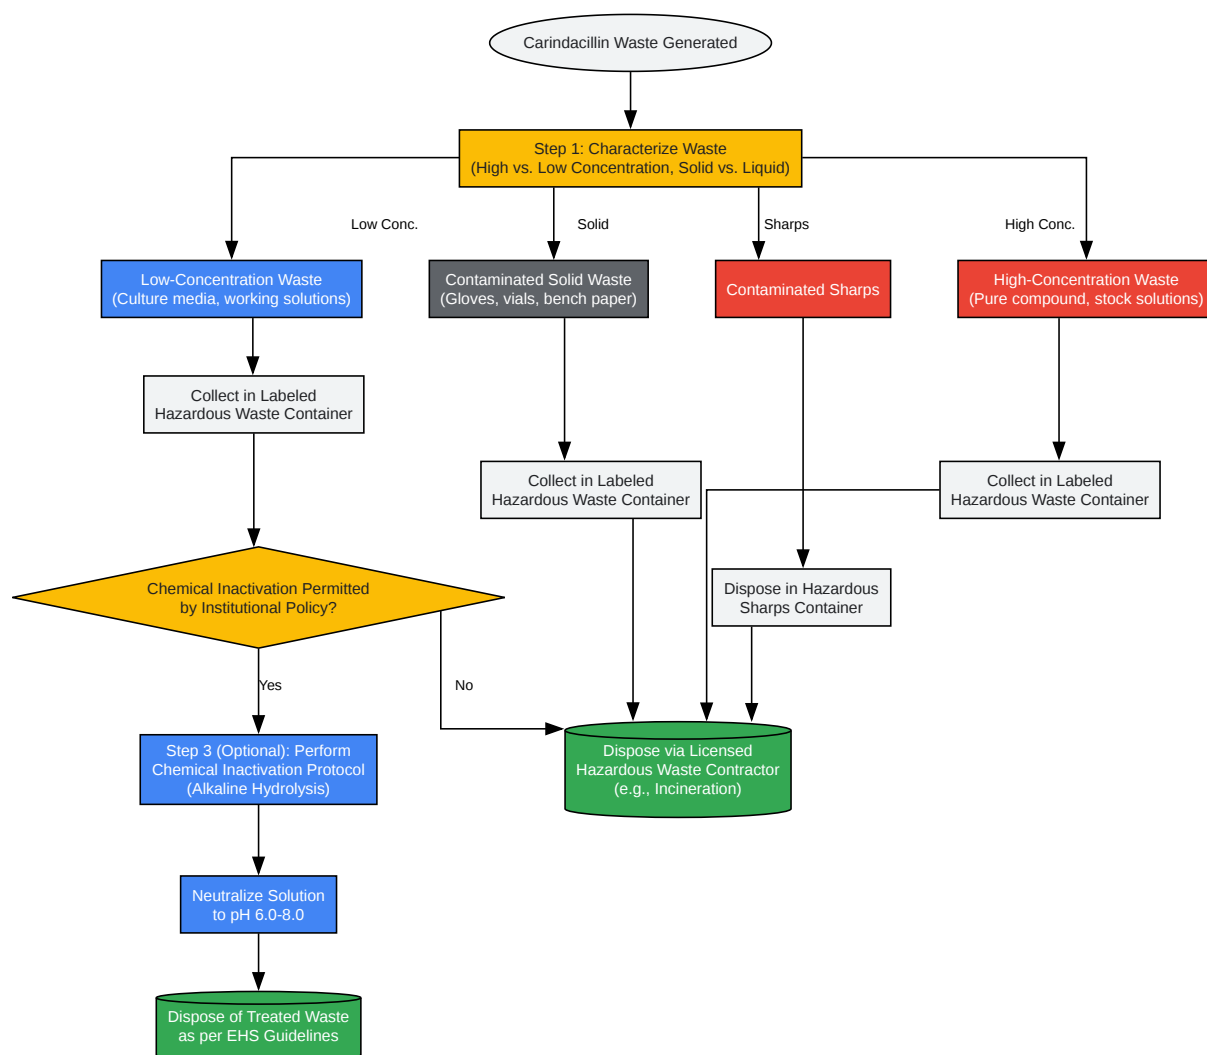 Carindacillin Waste Generated
Step 1: Characterize Waste
(High vs. Low Concentration, Solid vs. Liquid)
Low Conc.
Solid
Sharps
High Conc.
Low-Concentration Waste
(Culture media, working solutions)
Contaminated Solid Waste
(Gloves, vials, bench paper)
Contaminated Sharps
High-Concentration Waste
(Pure compound, stock solutions)
Collect in Labeled
Hazardous Waste Container
Collect in Labeled
Hazardous Waste Container
Collect in Labeled
Hazardous Waste Container
Chemical Inactivation Permitted
by Institutional Policy?
Dispose in Hazardous
Sharps Container
Yes
No
Step 3 (Optional): Perform
Chemical Inactivation Protocol
(Alkaline Hydrolysis)
Dispose via Licensed
Hazardous Waste Contractor
(e.g., Incineration)
Neutralize Solution
to pH 6.0-8.0
Dispose of Treated Waste
as per EHS Guidelines